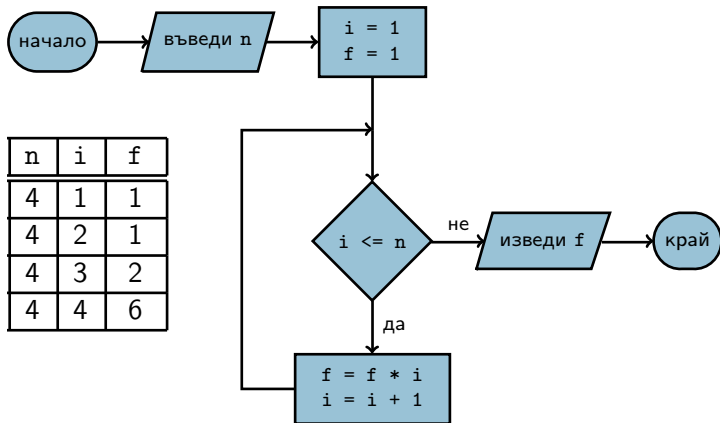 начало
въведи n
i = 1
f = 1
n i f
4 1 1
4 2 1
4 3 2
4 4 6
i <= n
не
изведи f
край
да
f = f * i
i = i + 1